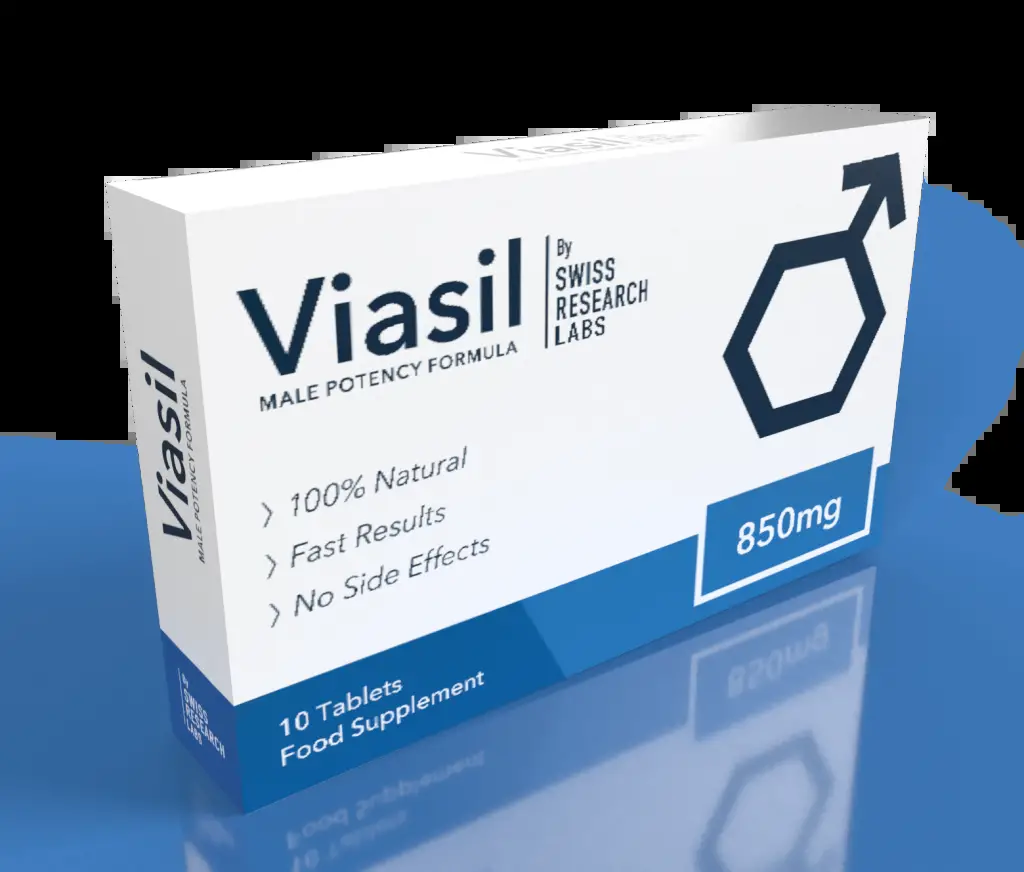 Viasil
MALE POTENCY FORMULA
By
SWISS
RESEARCH
LABS
100% Natural
Fast Results
No Side Effects
850mg
10 Tablets
Food Supplement
Viasil
MALE POTENCY FORMULA
By
SWISS
RESEARCH
LABS
Viasil